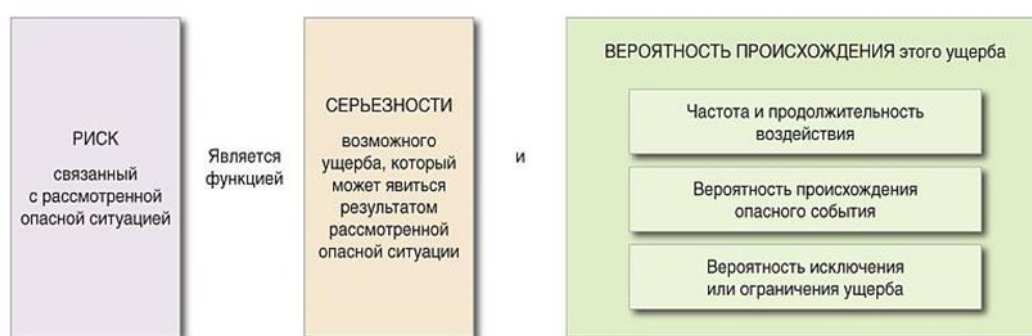 РИСК
связанный
с рассмотренной
опасной ситуацией
Является
функцией
СЕРЬЕЗНОСТИ
возможного
ущерба, который
может явиться
результатом
рассмотренной
опасной ситуации
и
ВЕРОЯТНОСТЬ ПРОИСХОЖДЕНИЯ этого ущерба
Частота и продолжительность
воздействия
Вероятность происхождения
опасного события
Вероятность исключения
или ограничения ущерба